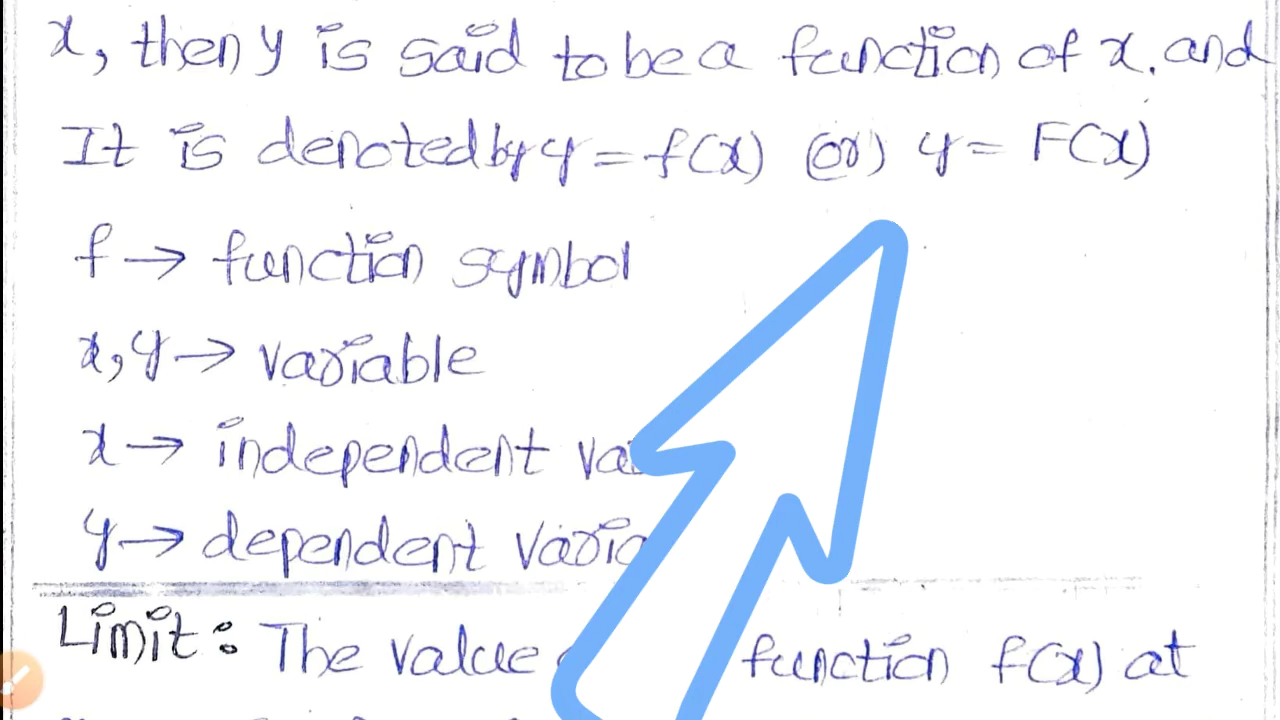 x, then y is said to be a function of x. and
It is denoted by y = f(x) (or) y = F(x)
f → function symbol
x, y → variable
x → independent
y → dependent
Limit: The value function f(x) at